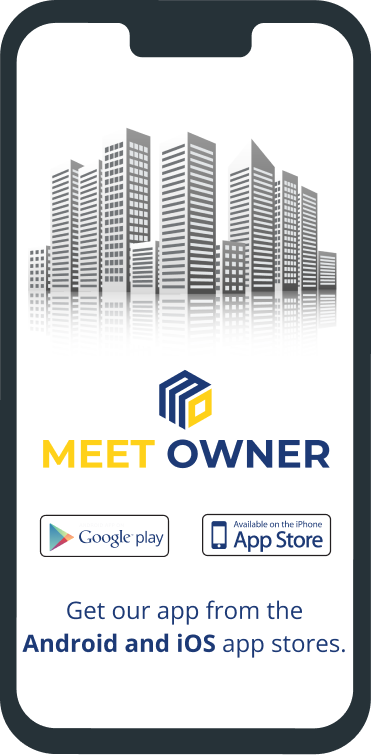 MEET OWNER
Google play
Available on the iPhone
App Store
Get our app from the
Android and iOS app stores.